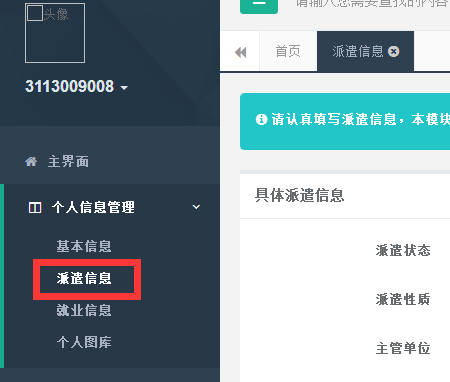 头像
3113009008
主界面
个人信息管理
基本信息
派遣信息
就业信息
个人图库
请输入您需要查找的内容
首页
派遣信息
请认真填写派遣信息，本模块
具体派遣信息
派遣状态
派遣性质
主管单位